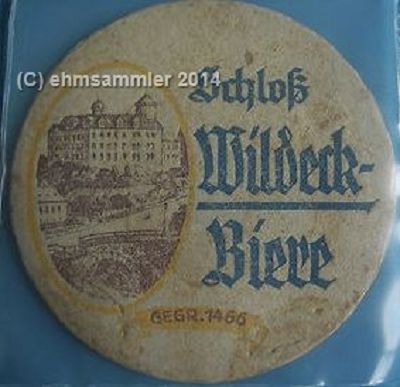 (C) ehmsammler 2014
Schloß
Wildeck-
Biere
GEGR.1466